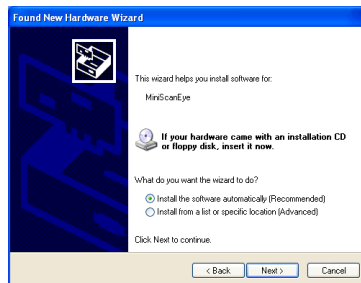 Found New Hardware Wizard
This wizard helps you install software for:
MiniScanEye
If your hardware came with an installation CD
or floppy disk, insert it now.
What do you want the wizard to do?
Install the software automatically (Recommended)
Install from a list or specific location (Advanced)
Click Next to continue.
< Back Next > Cancel